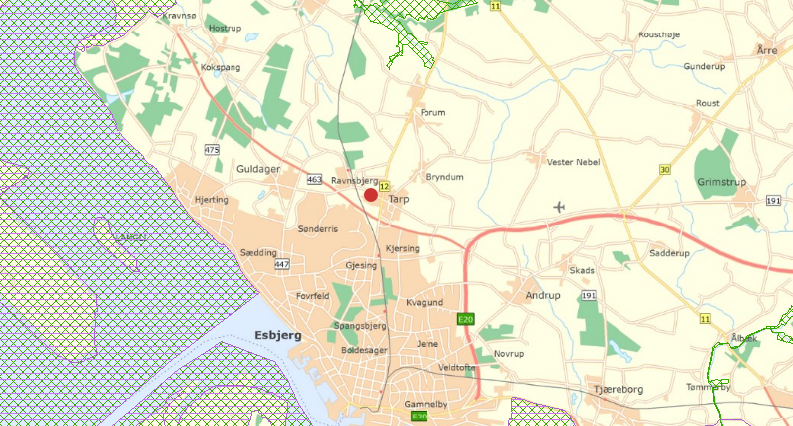 Kravnsø
11
Hostrup
Rousthøje
Årre
Kokspang
Gunderup
Roust
Forum
475
Vester Nebel
Guldager
463
Ravnsbjerg
12
Bryndum
30
Grimstrup
Hjerting
Tarp
191
Sønderris
LANGLI
Kjersing
Sædding
447
Gjesing
Skads
Sadderup
Fovrfeld
Kvagund
Andrup
191
E20
11
Spangsbjerg
Esbjerg
Jerne
Ålbæk
Boldesager
Novrup
Veldtofte
Tjæreborg
Tømmerby
Gammelby
E20